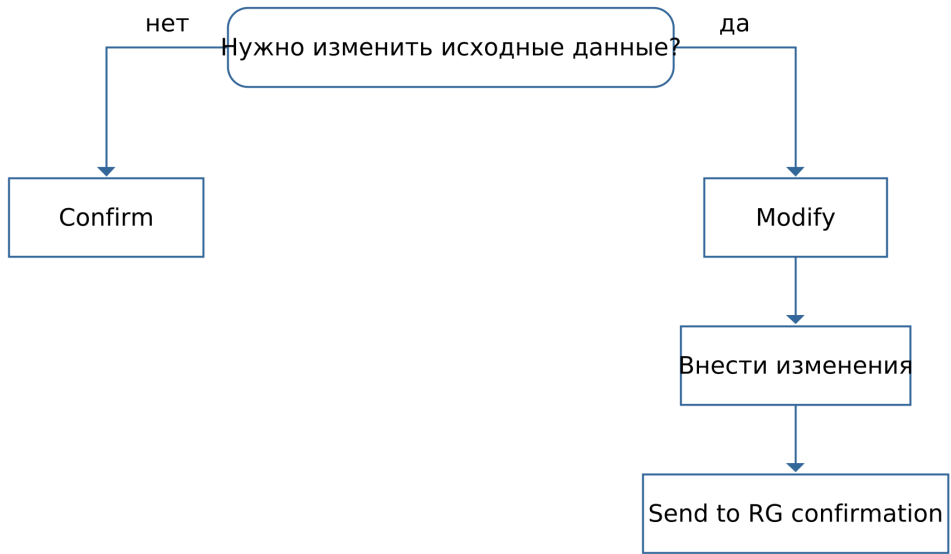 нет
Нужно изменить исходные данные?
да
Confirm
Modify
Внести изменения
Send to RG confirmation